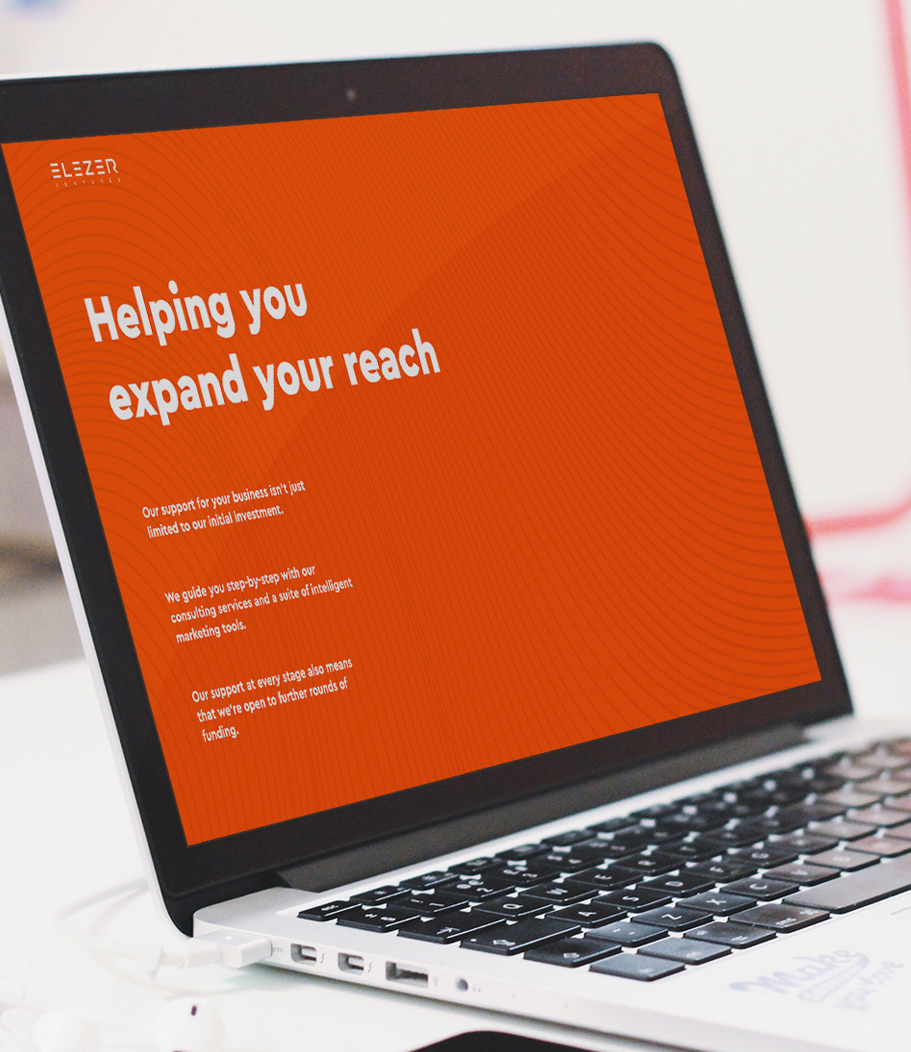 ELEZER
VENTURES
Helping you
expand your reach
Our support for your business isn't just
limited to our initial investment.
We guide you step-by-step with our
consulting services and a suite of intelligent
marketing tools.
Our support at every stage also means
that we're open to further rounds of
funding.